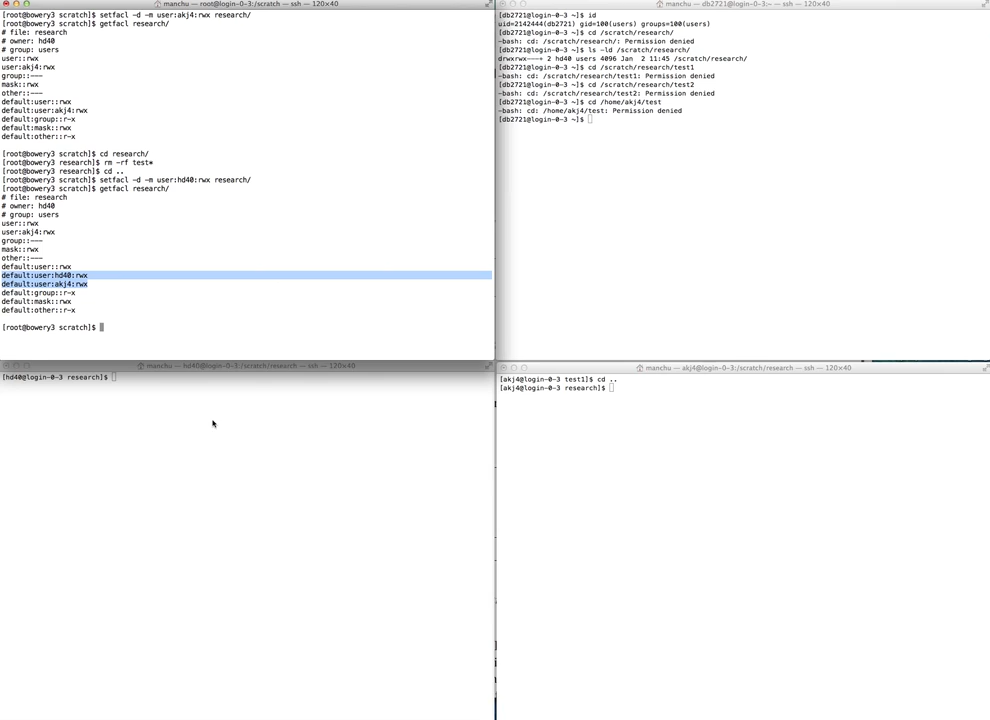 manchu — root@login-0-3:/scratch — ssh — 120×40
[root@bowery3 scratch]$ setfacl -d -m user:akj4:rwx research/
[root@bowery3 scratch]$ getfacl research/
# file: research
# owner: hd40
# group: users
user::rwx
user:akj4:rwx
group::---
mask::rwx
other::---
default:user::rwx
default:user:akj4:rwx
default:group::r-x
default:mask::rwx
default:other::r-x
[root@bowery3 scratch]$ cd research/
[root@bowery3 research]$ rm -rf test*
[root@bowery3 research]$ cd ..
[root@bowery3 scratch]$ setfacl -d -m user:hd40:rwx research/
[root@bowery3 scratch]$ getfacl research/
# file: research
# owner: hd40
# group: users
user::rwx
user:akj4:rwx
group::---
mask::rwx
other::---
default:user::rwx
default:user:hd40:rwx
default:user:akj4:rwx
default:group::r-x
default:mask::rwx
default:other::r-x
[root@bowery3 scratch]$
manchu — db2721@login-0-3:~ — ssh — 120×40
[db2721@login-0-3 ~]$ id
uid=2142444(db2721) gid=100(users) groups=100(users)
[db2721@login-0-3 ~]$ cd /scratch/research/
-bash: cd: /scratch/research/: Permission denied
[db2721@login-0-3 ~]$ ls -ld /scratch/research/
drwxrwx---+ 2 hd40 users 4096 Jan  2 11:45 /scratch/research/
[db2721@login-0-3 ~]$ cd /scratch/research/test1
-bash: cd: /scratch/research/test1: Permission denied
[db2721@login-0-3 ~]$ cd /scratch/research/test2
-bash: cd: /scratch/research/test2: Permission denied
[db2721@login-0-3 ~]$ cd /home/akj4/test
-bash: cd: /home/akj4/test: Permission denied
[db2721@login-0-3 ~]$
manchu — hd40@login-0-3:/scratch/research — ssh — 120×40
[hd40@login-0-3 research]$
manchu — akj4@login-0-3:/scratch/research — ssh — 120×40
[akj4@login-0-3 test1]$ cd ..
[akj4@login-0-3 research]$